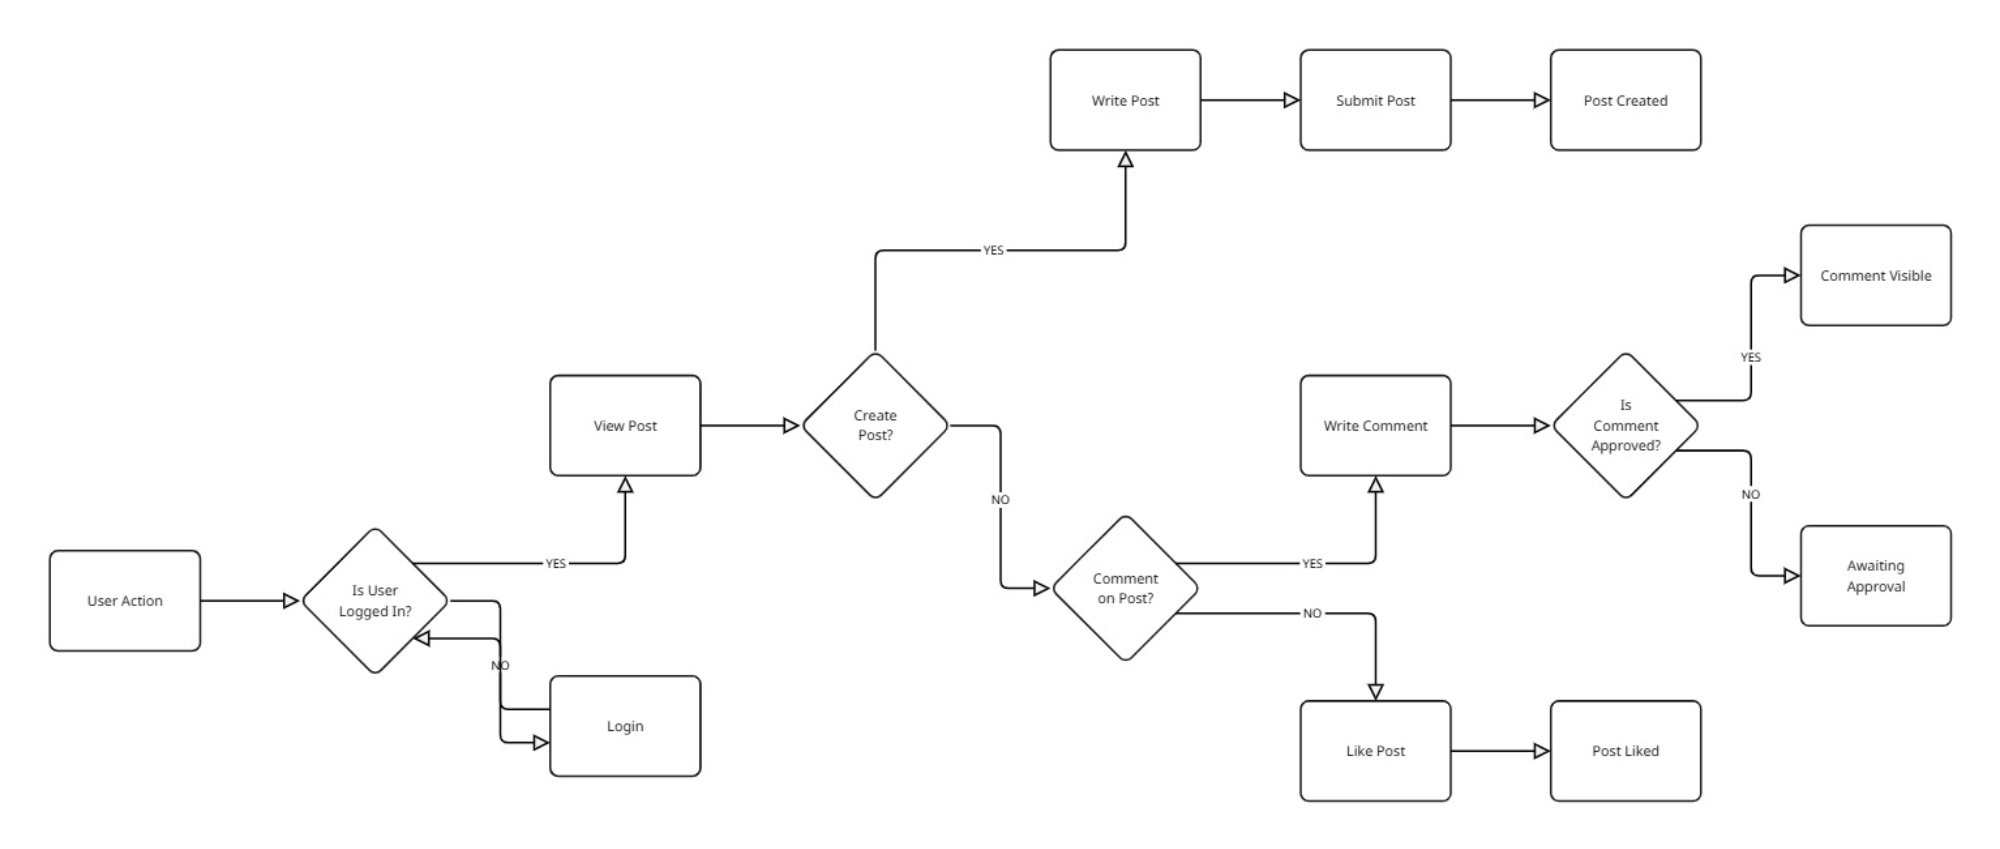 Write Post
Submit Post
Post Created
YES
Comment Visible
YES
View Post
Create
Post?
Write Comment
Is
Comment
Approved?
NO
NO
YES
YES
User Action
Is User
Logged In?
Comment
on Post?
Awaiting
Approval
NO
NO
Login
Like Post
Post Liked